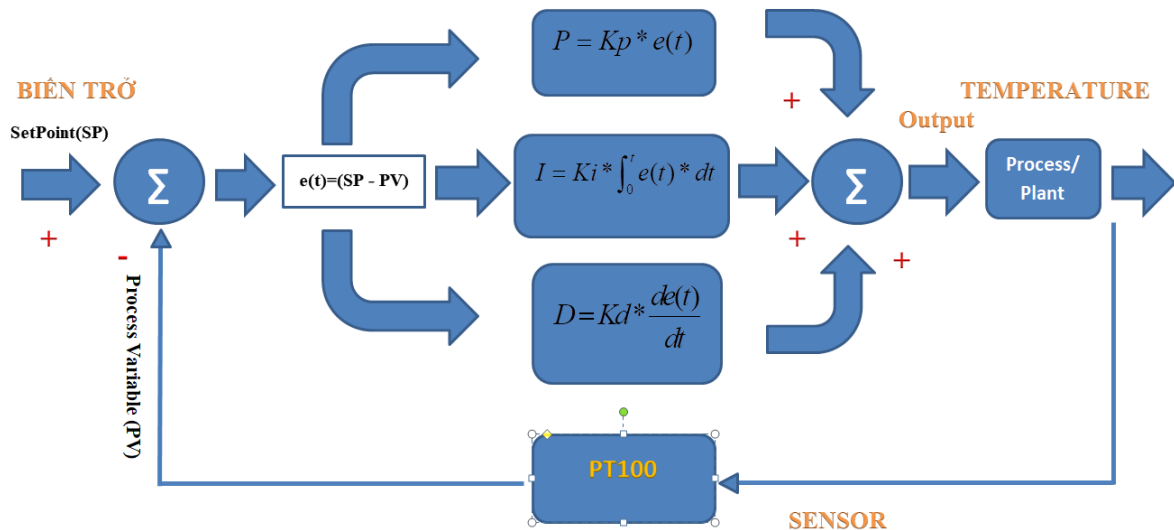 BIẾN TRỞ
SetPoint(SP)
+
-
Σ
e(t)=(SP - PV)
P = Kp * e(t)
I = Ki * ∫₀ᵗ e(t) * dt
D = Kd * de(t)/dt
+
+
+
Σ
Output
TEMPERATURE
Process/
Plant
Process Variable (PV)
PT100
SENSOR